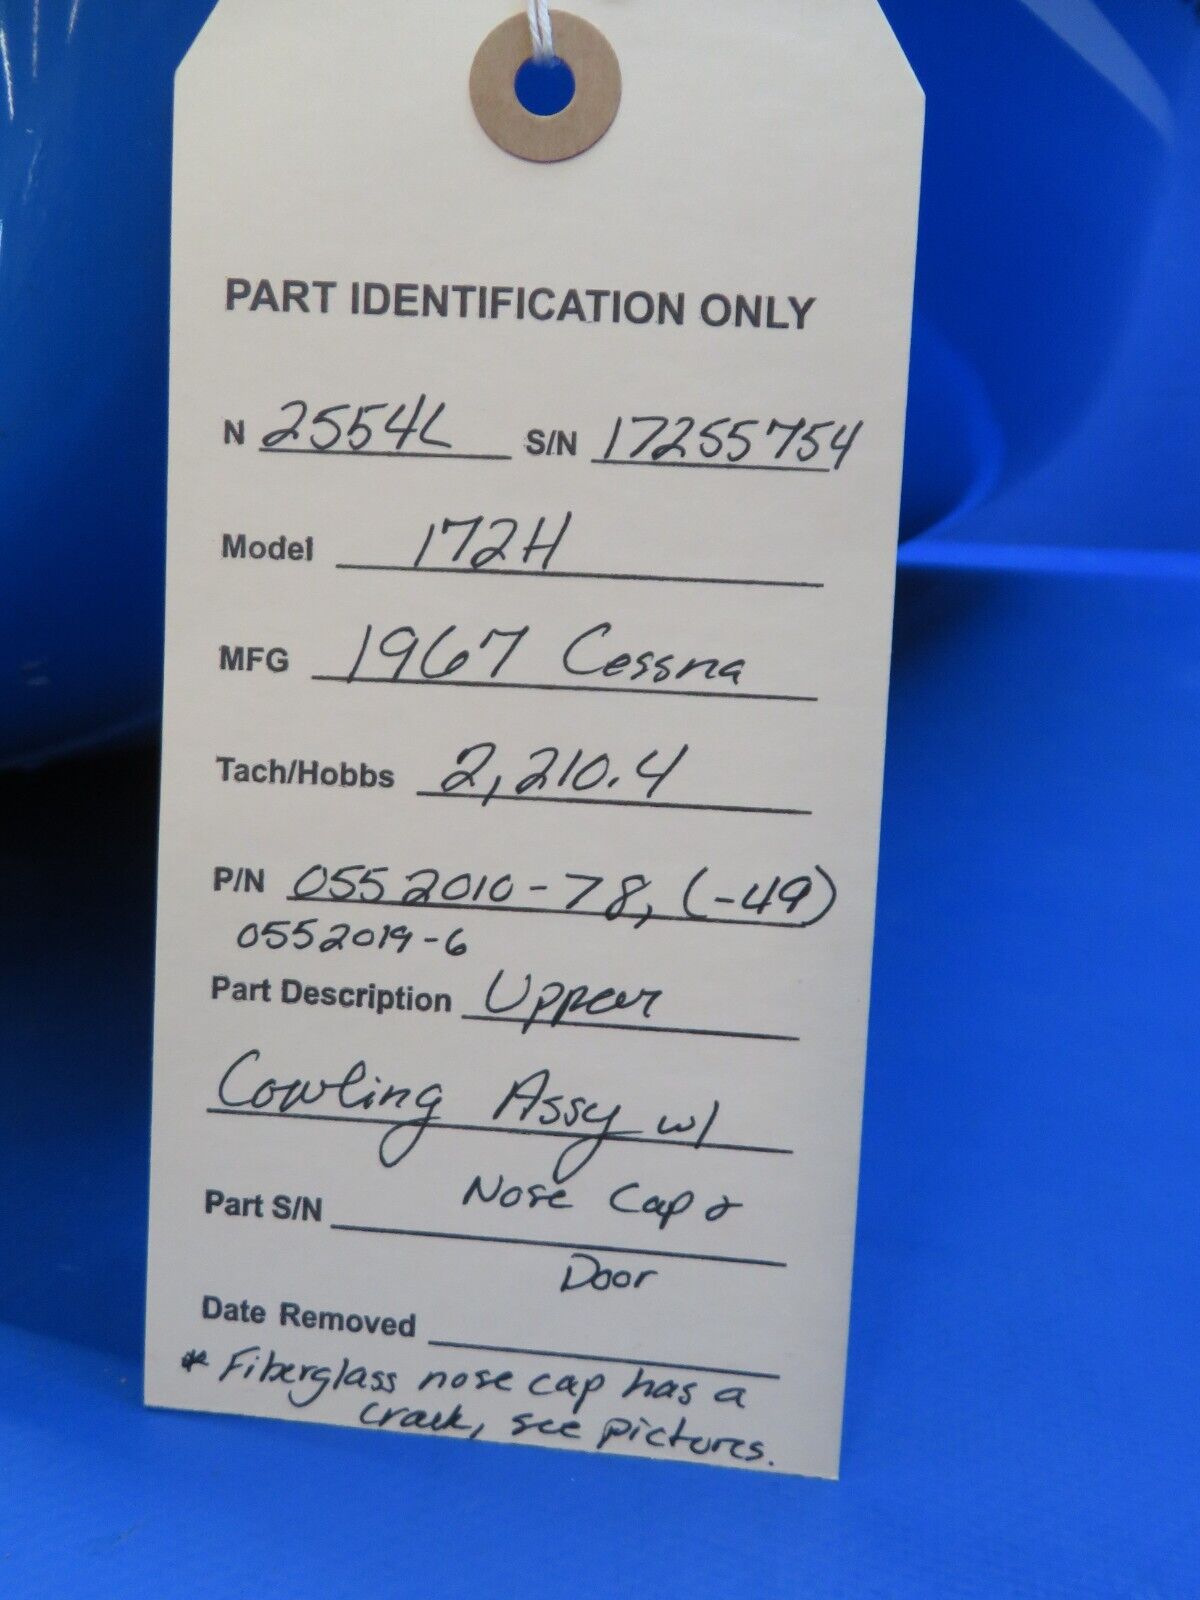 PART IDENTIFICATION ONLY
N 2554L S/N 17255754
Model 172H
MFG 1967 Cessna
Tach/Hobbs 2,210.4
P/N 0552010-78, (-49)
0552019-6
Part Description Upper
Cowling Assy w/
Part S/N Nose Cap &
Door
Date Removed
* Fiberglass nose cap has a
crack, see pictures.